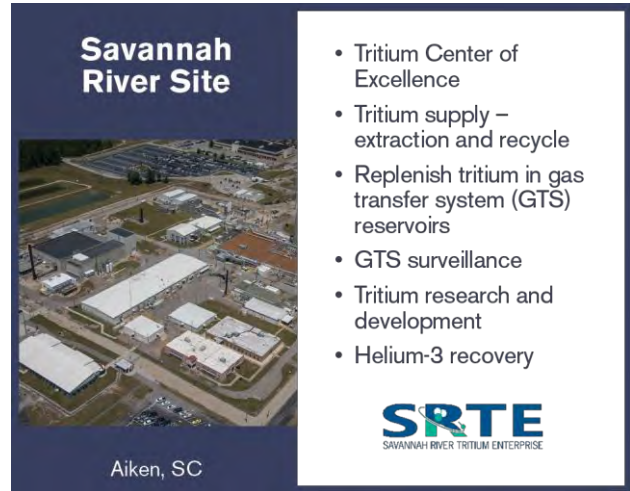 Savannah
River Site
Aiken, SC
• Tritium Center of
Excellence
• Tritium supply –
extraction and recycle
• Replenish tritium in gas
transfer system (GTS)
reservoirs
• GTS surveillance
• Tritium research and
development
• Helium-3 recovery
SRTE
SAVANNAH RIVER TRITIUM ENTERPRISE